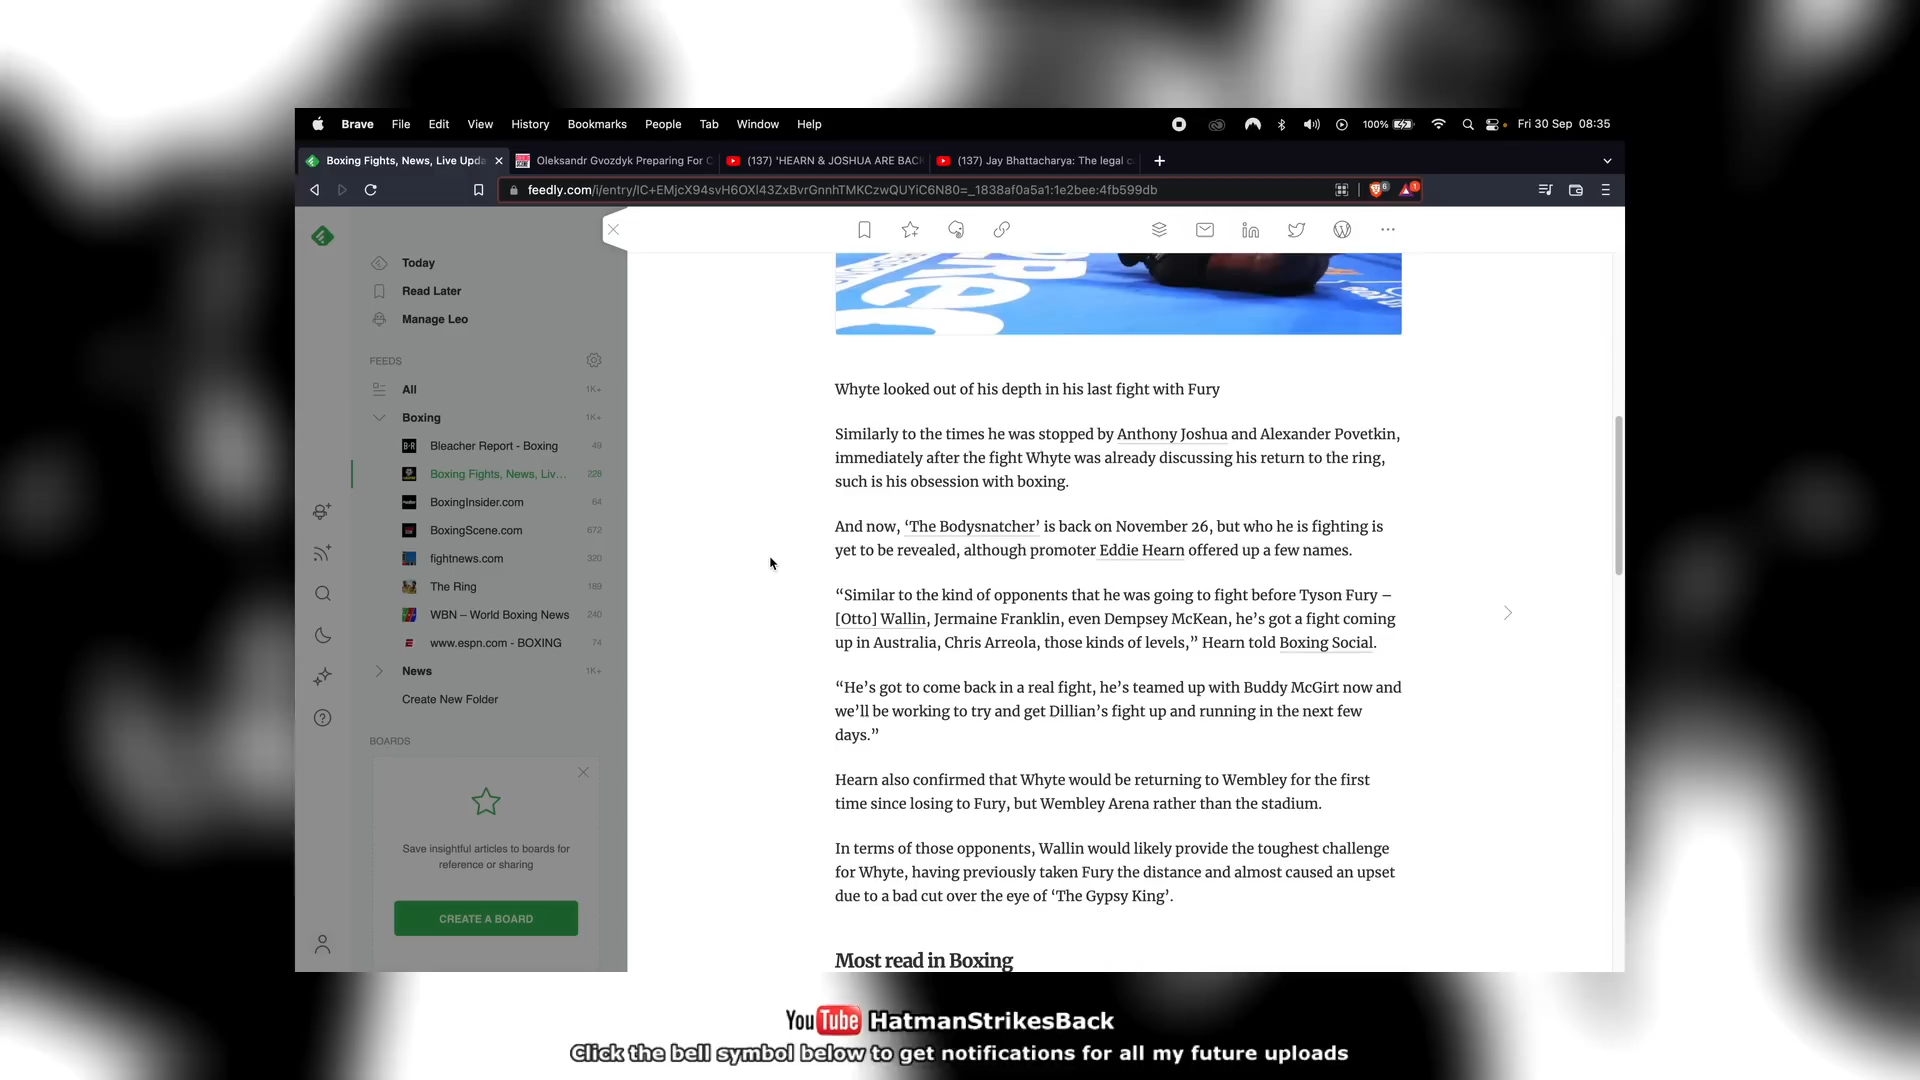 Brave File Edit View History Bookmarks People Tab Window Help 100% Fri 30 Sep 08:35
Boxing Fights, News, Live Upda Oleksandr Gvozdyk Preparing For C (137) 'HEARN & JOSHUA ARE BACK (137) Jay Bhattacharya: The legal c
feedly.com/i/entry/IC+EMjcX94svH6OXI43ZxBvrGnnhTMKCzwQUYiC6N80=_1838af0a5a1:1e2bee:4fb599db 6 1
Today
Read Later
Manage Leo
FEEDS
All 1K+
Boxing 1K+
B·R Bleacher Report - Boxing 49
Boxing Fights, News, Liv... 228
BoxingInsider.com 64
BoxingScene.com 672
fightnews.com 320
The Ring 189
WBN – World Boxing News 240
www.espn.com - BOXING 74
News 1K+
Create New Folder
BOARDS
Save insightful articles to boards for
reference or sharing
CREATE A BOARD
Whyte looked out of his depth in his last fight with Fury
Similarly to the times he was stopped by Anthony Joshua and Alexander Povetkin,
immediately after the fight Whyte was already discussing his return to the ring,
such is his obsession with boxing.
And now, ‘The Bodysnatcher’ is back on November 26, but who he is fighting is
yet to be revealed, although promoter Eddie Hearn offered up a few names.
“Similar to the kind of opponents that he was going to fight before Tyson Fury –
[Otto] Wallin, Jermaine Franklin, even Dempsey McKean, he’s got a fight coming
up in Australia, Chris Arreola, those kinds of levels,” Hearn told Boxing Social.
“He’s got to come back in a real fight, he’s teamed up with Buddy McGirt now and
we’ll be working to try and get Dillian’s fight up and running in the next few
days.”
Hearn also confirmed that Whyte would be returning to Wembley for the first
time since losing to Fury, but Wembley Arena rather than the stadium.
In terms of those opponents, Wallin would likely provide the toughest challenge
for Whyte, having previously taken Fury the distance and almost caused an upset
due to a bad cut over the eye of ‘The Gypsy King’.
Most read in Boxing
YouTube HatmanStrikesBack
Click the bell symbol below to get notifications for all my future uploads